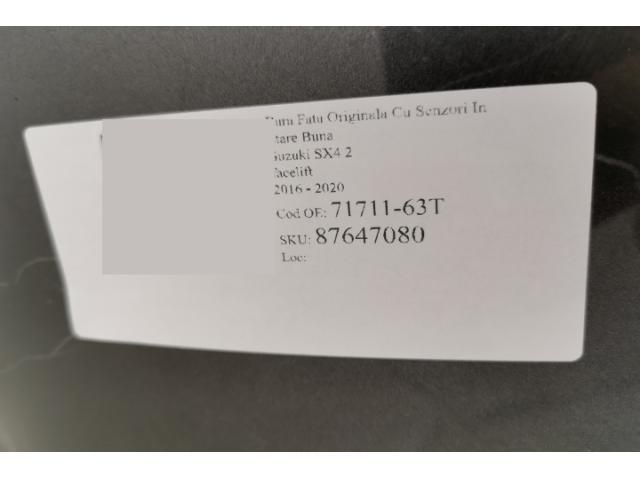 Bara Fata Originala Cu Senzori In
tare Buna
Suzuki SX4 2
facelift
2016 - 2020
Cod OE: 71711-63T
SKU: 87647080
Loc: